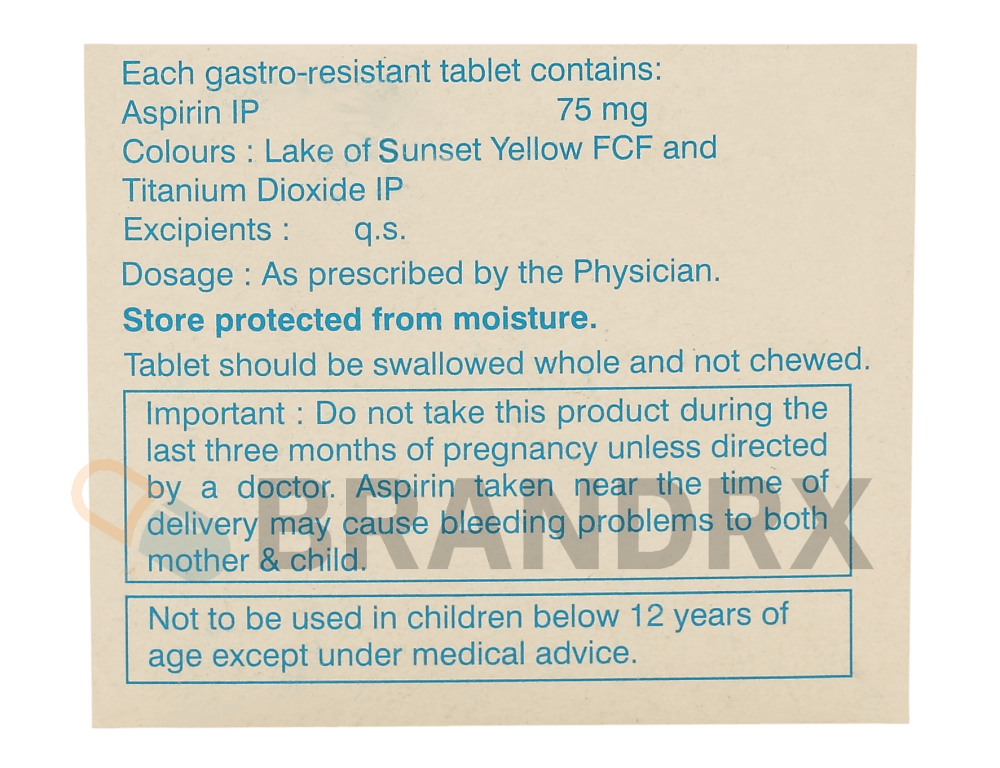 Each gastro-resistant tablet contains:
Aspirin IP 75 mg
Colours : Lake of Sunset Yellow FCF and
Titanium Dioxide IP
Excipients : q.s.
Dosage : As prescribed by the Physician.
Store protected from moisture.
Tablet should be swallowed whole and not chewed.
Important : Do not take this product during the
last three months of pregnancy unless directed
by a doctor. Aspirin taken near the time of
delivery may cause bleeding problems to both
mother & child.
BRANDRX
Not to be used in children below 12 years of
age except under medical advice.